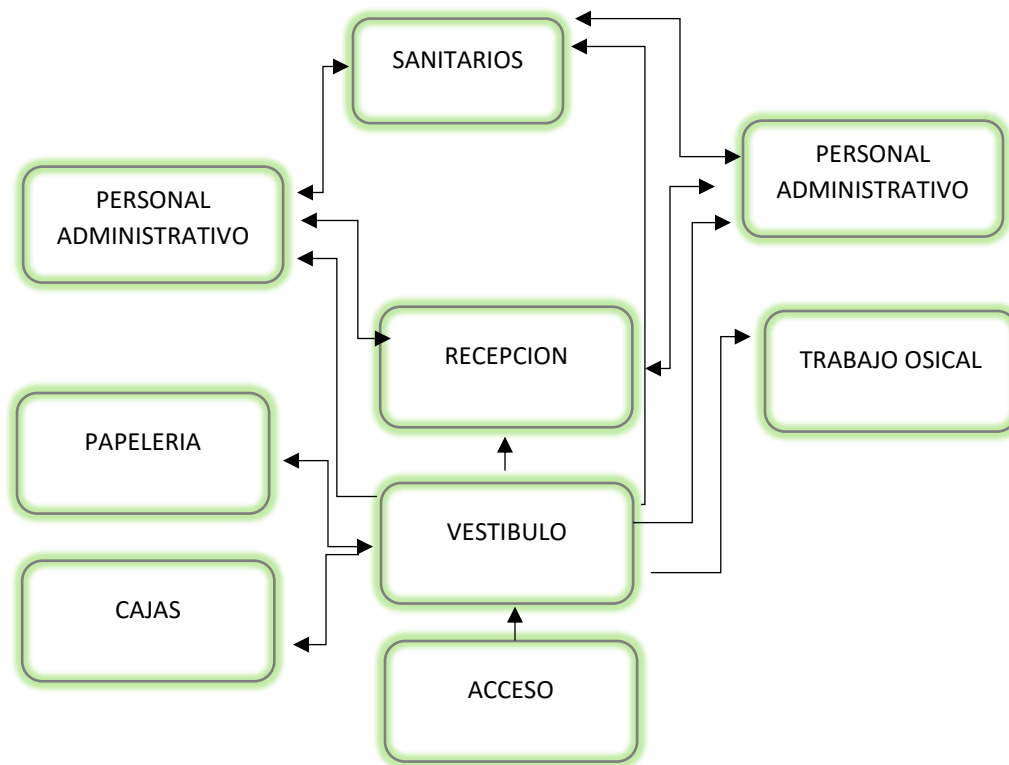 SANITARIOS
PERSONAL
ADMINISTRATIVO
PERSONAL
ADMINISTRATIVO
RECEPCION
TRABAJO OSICAL
PAPELERIA
VESTIBULO
CAJAS
ACCESO